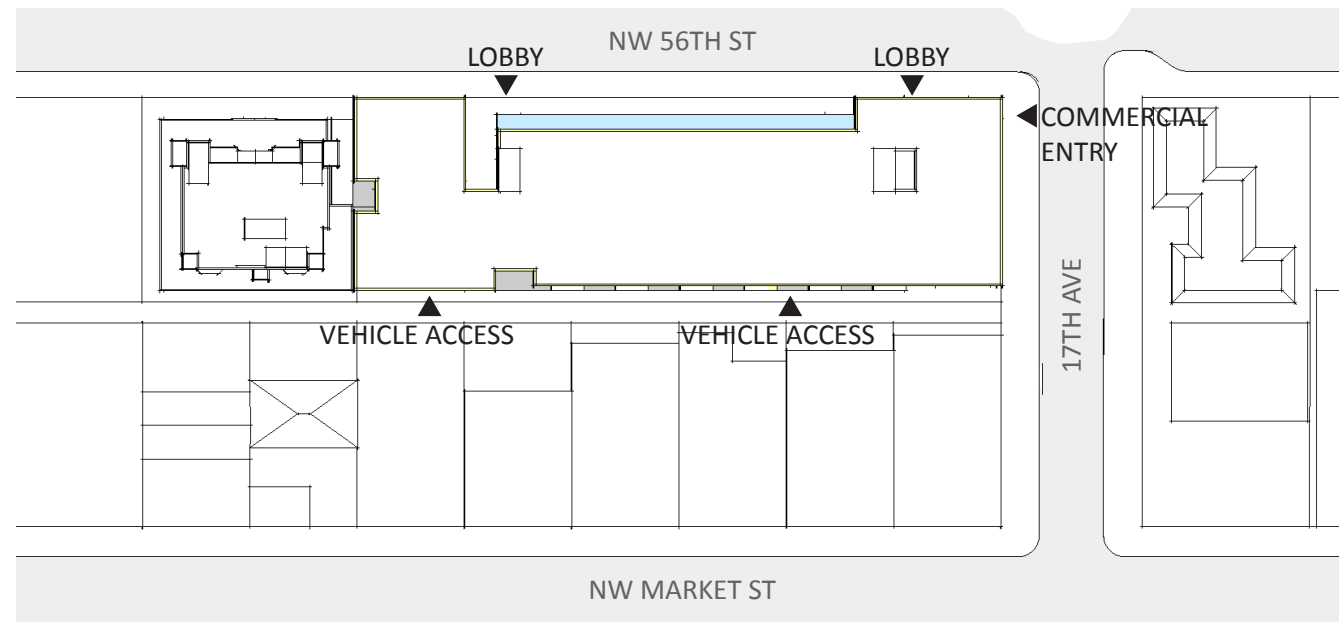 NW 56TH ST
LOBBY
LOBBY
COMMERCIAL
ENTRY
VEHICLE ACCESS
VEHICLE ACCESS
17TH AVE
NW MARKET ST